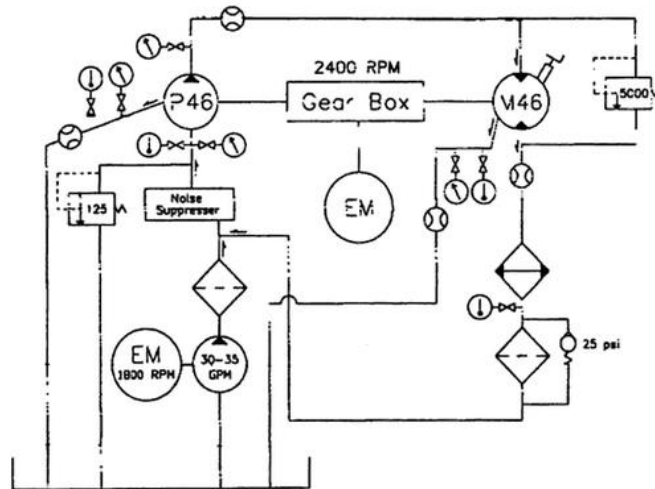 2400 RPM
P46
Gear Box
M46
5000
125
Noise
Suppresser
EM
EM
1800 RPM
30-35
GPM
25 psi